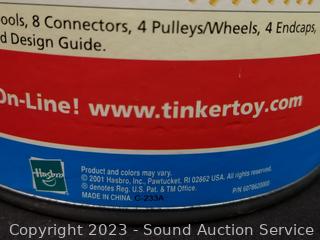 ools, 8 Connectors, 4 Pulleys/Wheels, 4 Endcaps,
d Design Guide.
On-Line! www.tinkertoy.com
Hasbro
Product and colors may vary.
© 2001 Hasbro, Inc., Pawtucket, RI 02862 USA. All rights reserved.
® denotes Reg. U.S. Pat. & TM Office.
MADE IN CHINA. C-233A
P/N
Copyright 2023 - Sound Auction Service